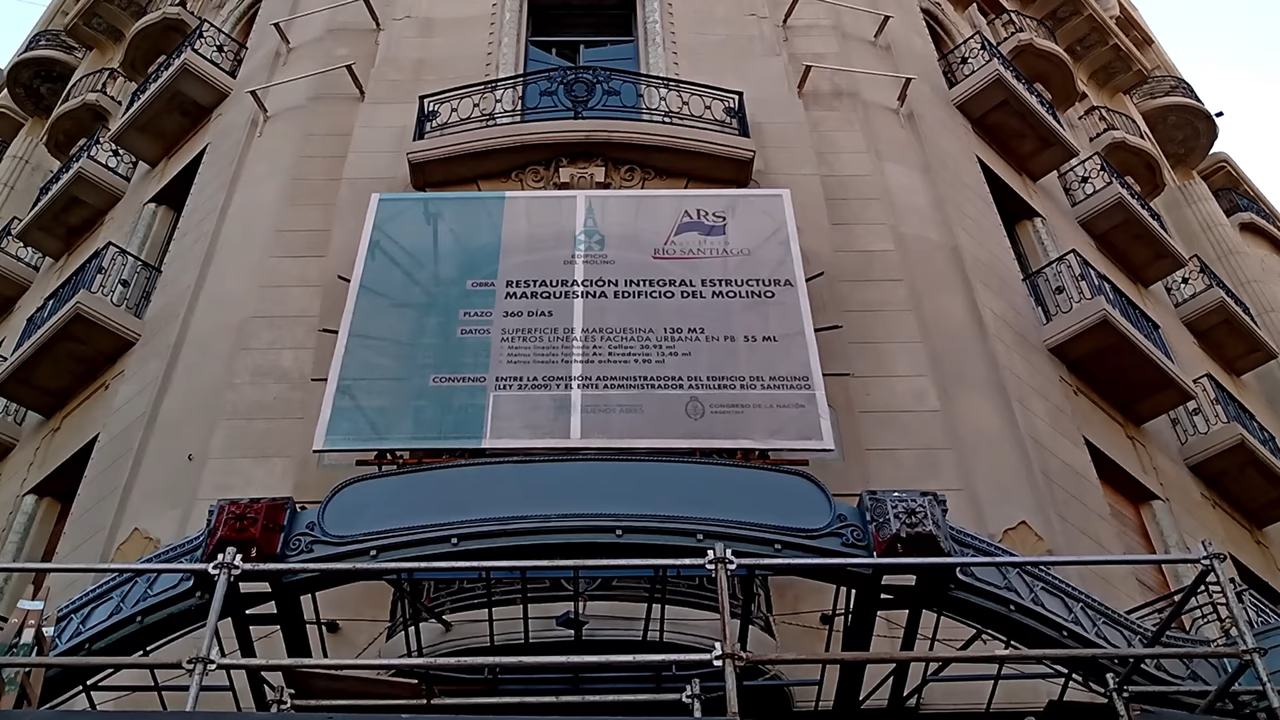 EDIFICIO
DEL MOLINO
ARS
Astillero
RÍO SANTIAGO
OBRA RESTAURACIÓN INTEGRAL ESTRUCTURA
MARQUESINA EDIFICIO DEL MOLINO
PLAZO 360 DÍAS
DATOS SUPERFICIE DE MARQUESINA 130 M2
METROS LINEALES FACHADA URBANA EN PB 55 ML
- Metros lineales fachada Av. Callao: 30,92 ml
- Metros lineales fachada Av. Rivadavia: 13,40 ml
- Metros lineales fachada ochava: 9,90 ml
CONVENIO ENTRE LA COMISIÓN ADMINISTRADORA DEL EDIFICIO DEL MOLINO
(LEY 27.009) Y EL ENTE ADMINISTRADOR ASTILLERO RÍO SANTIAGO
BUENOS AIRES
CONGRESO DE LA NACIÓN
ARGENTINA